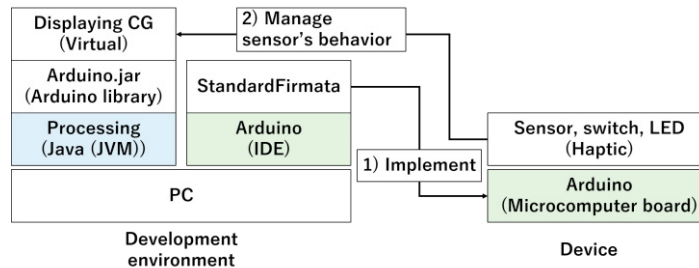 Displaying CG
(Virtual)
2) Manage
sensor's behavior
Arduino.jar
(Arduino library)
StandardFirmata
Processing
(Java (JVM))
Arduino
(IDE)
1) Implement
Sensor, switch, LED
(Haptic)
PC
Arduino
(Microcomputer board)
Development
environment
Device